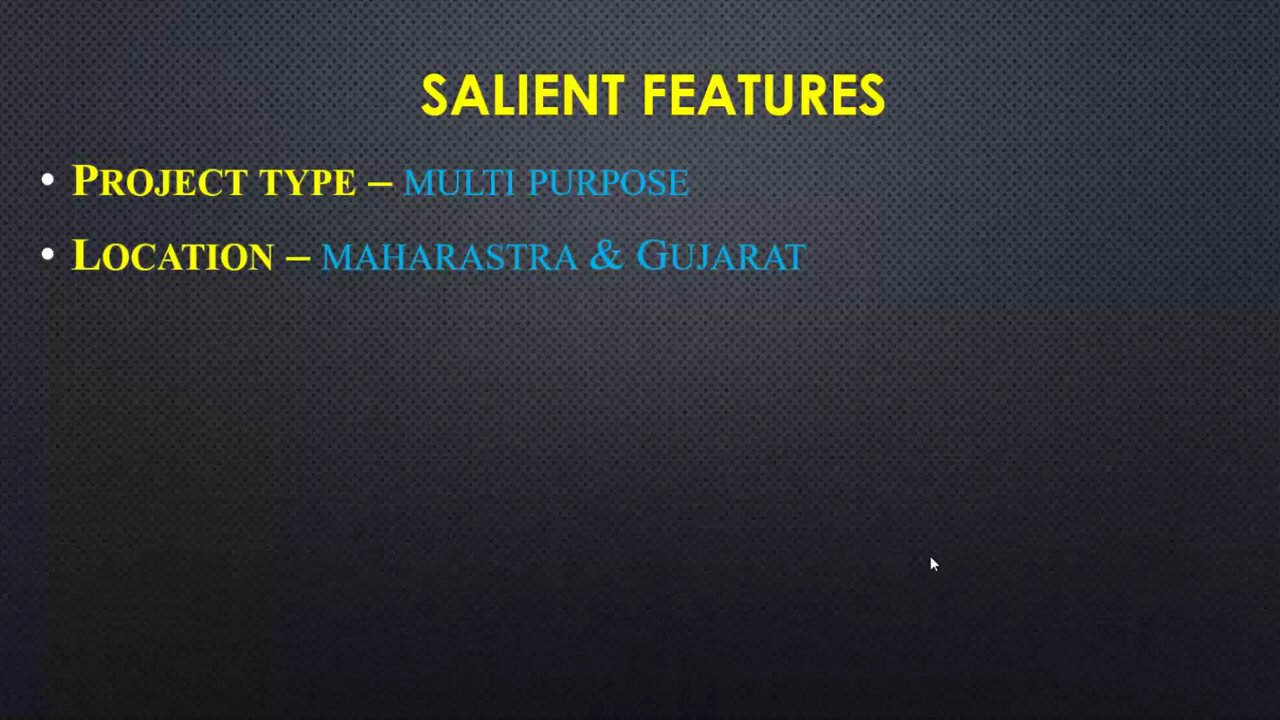 SALIENT FEATURES
• PROJECT TYPE – MULTI PURPOSE
• LOCATION – MAHARASTRA & GUJARAT